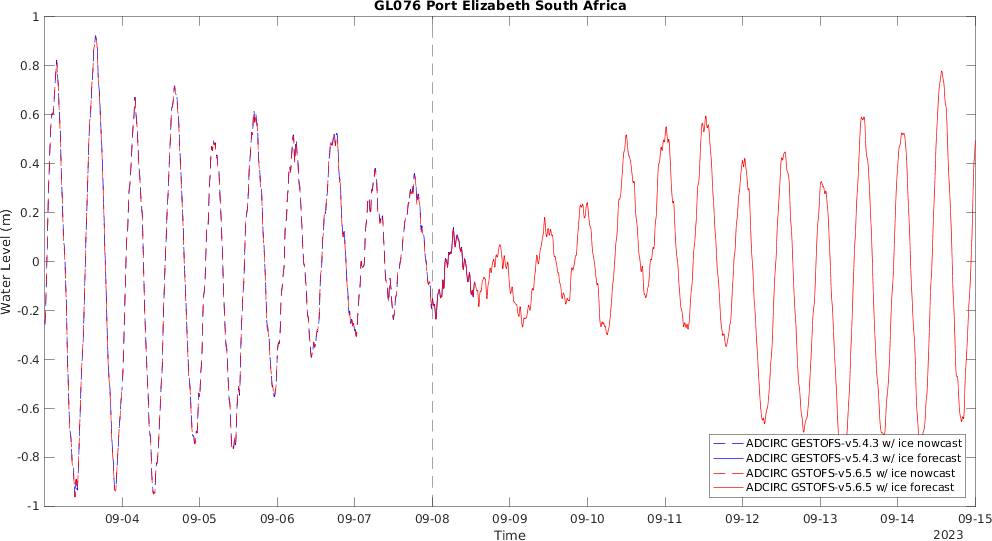 GL076 Port Elizabeth South Africa
Water Level (m)
1
0.8
0.6
0.4
0.2
0
-0.2
-0.4
-0.6
-0.8
-1
ADCIRC GESTOFS-v5.4.3 w/ ice nowcast
ADCIRC GESTOFS-v5.4.3 w/ ice forecast
ADCIRC GSTOFS-v5.6.5 w/ ice nowcast
ADCIRC GSTOFS-v5.6.5 w/ ice forecast
09-04 09-05 09-06 09-07 09-08 09-09 09-10 09-11 09-12 09-13 09-14 09-15
Time
2023